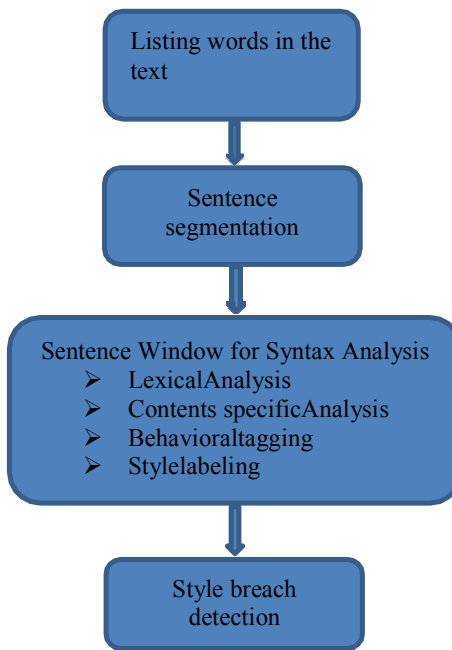 Listing words in the
text
Sentence
segmentation
Sentence Window for Syntax Analysis
➢ LexicalAnalysis
➢ Contents specificAnalysis
➢ Behavioraltagging
➢ Stylelabeling
Style breach
detection